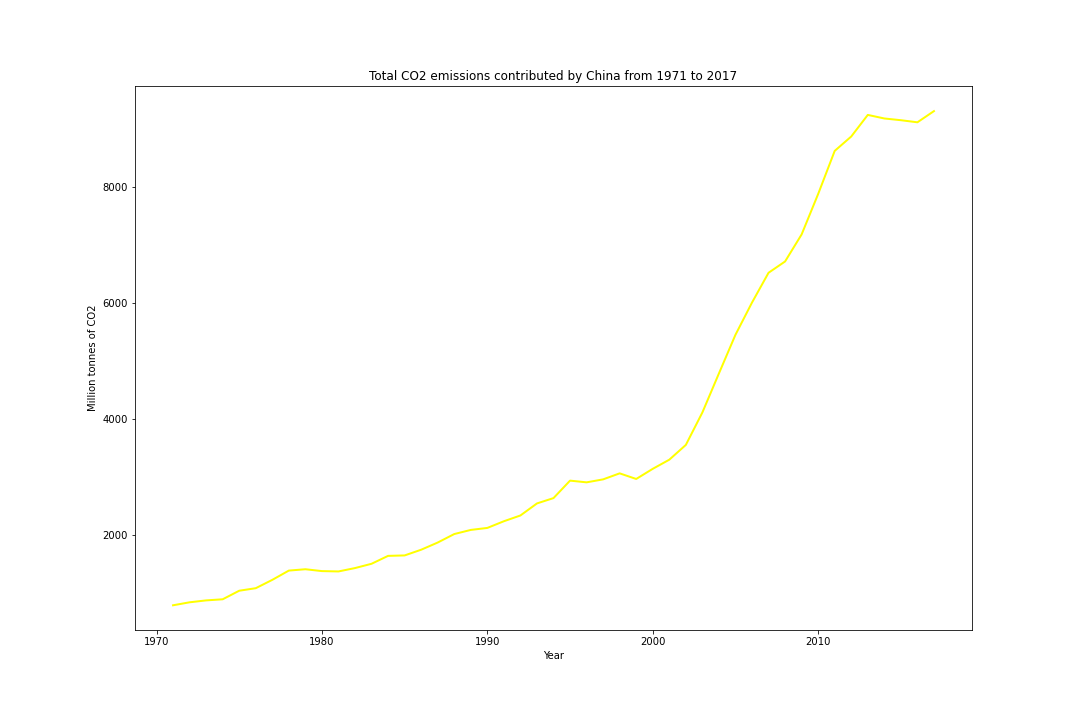 Total CO2 emissions contributed by China from 1971 to 2017
8000
6000
4000
2000
Million tonnes of CO2
1970 1980 1990 2000 2010
Year